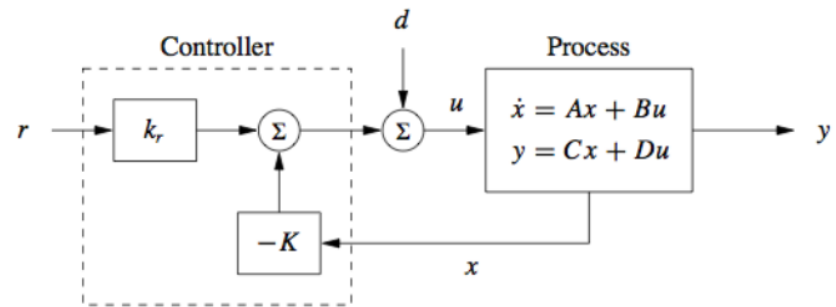 d
Controller
Process
r
k_r
Σ
Σ
u
ẋ = Ax + Bu
y = Cx + Du
y
−K
x